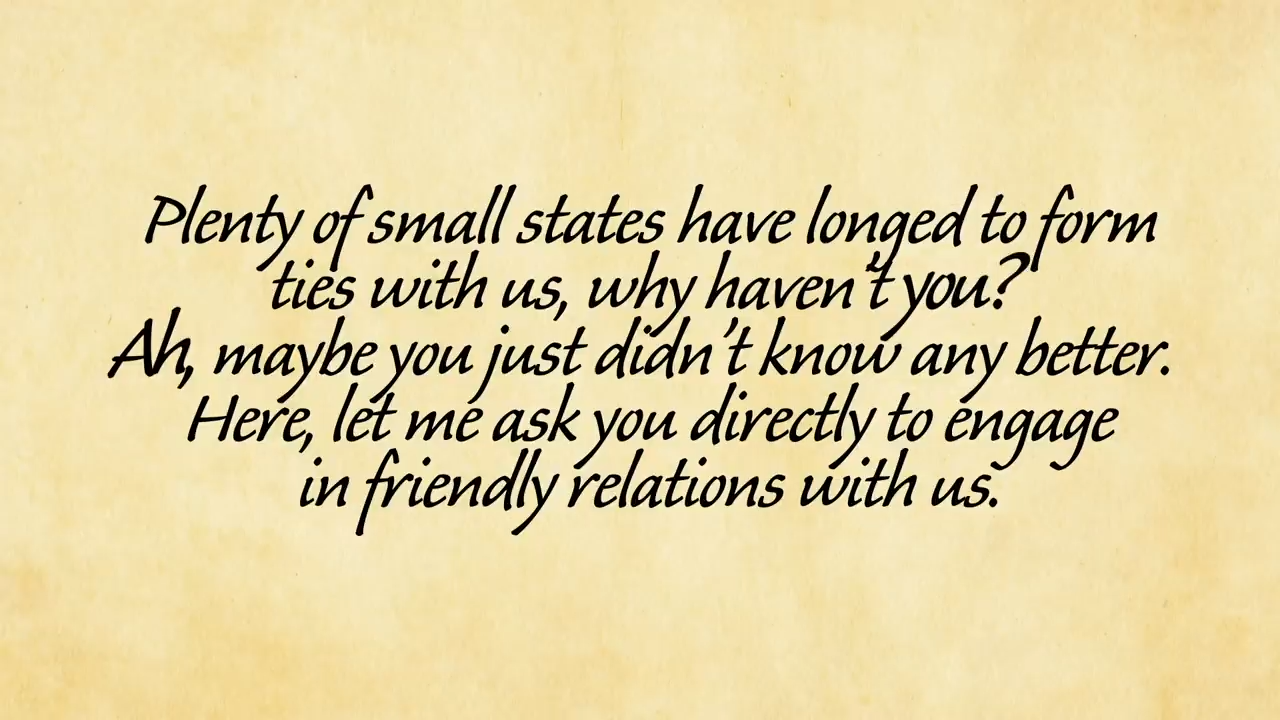 Plenty of small states have longed to form
ties with us, why haven't you?
Ah, maybe you just didn't know any better.
Here, let me ask you directly to engage
in friendly relations with us.